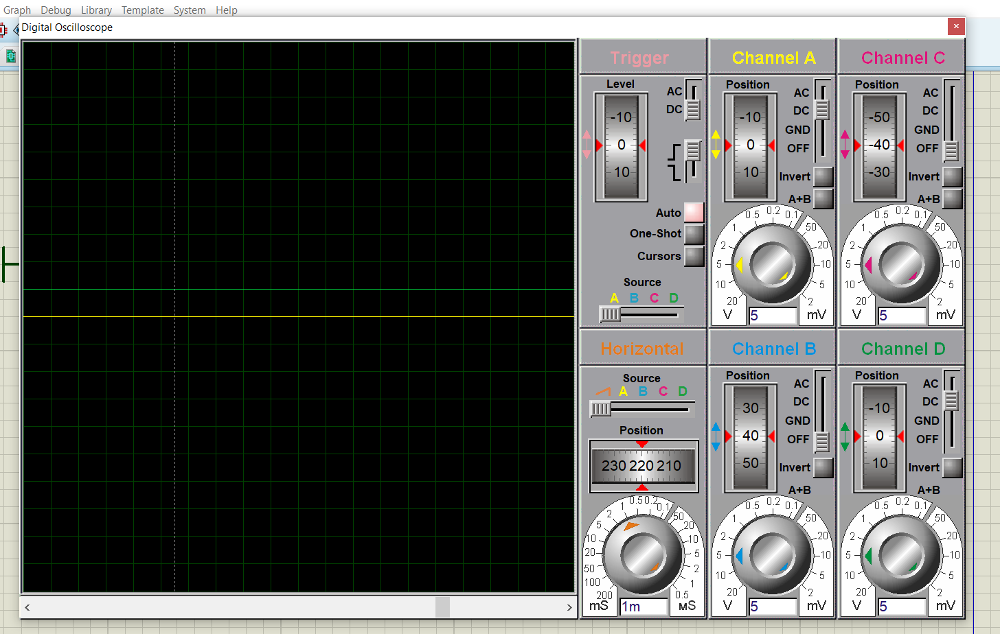 Graph Debug Library Template System Help
Digital Oscilloscope
Trigger
Level
-10
0
10
AC
DC
Auto
One-Shot
Cursors
Source
A B C D
Channel A
Position
-10
0
10
AC
DC
GND
OFF
Invert
A+B
20 10 5 2 1 0.5 0.2 0.1 50 20 10 5 2
V 5 mV
Channel C
Position
-50
-40
-30
AC
DC
GND
OFF
Invert
A+B
20 10 5 2 1 0.5 0.2 0.1 50 20 10 5 2
V 5 mV
Horizontal
Source
A B C D
Position
230 220 210
200 100 50 20 10 5 2 1 0.5 0.2 0.1 50 20 10 5 2 1 0.5
mS 1m мS
Channel B
Position
30
40
50
AC
DC
GND
OFF
Invert
A+B
20 10 5 2 1 0.5 0.2 0.1 50 20 10 5 2
V 5 mV
Channel D
Position
-10
0
10
AC
DC
GND
OFF
Invert
A+B
20 10 5 2 1 0.5 0.2 0.1 50 20 10 5 2
V 5 mV